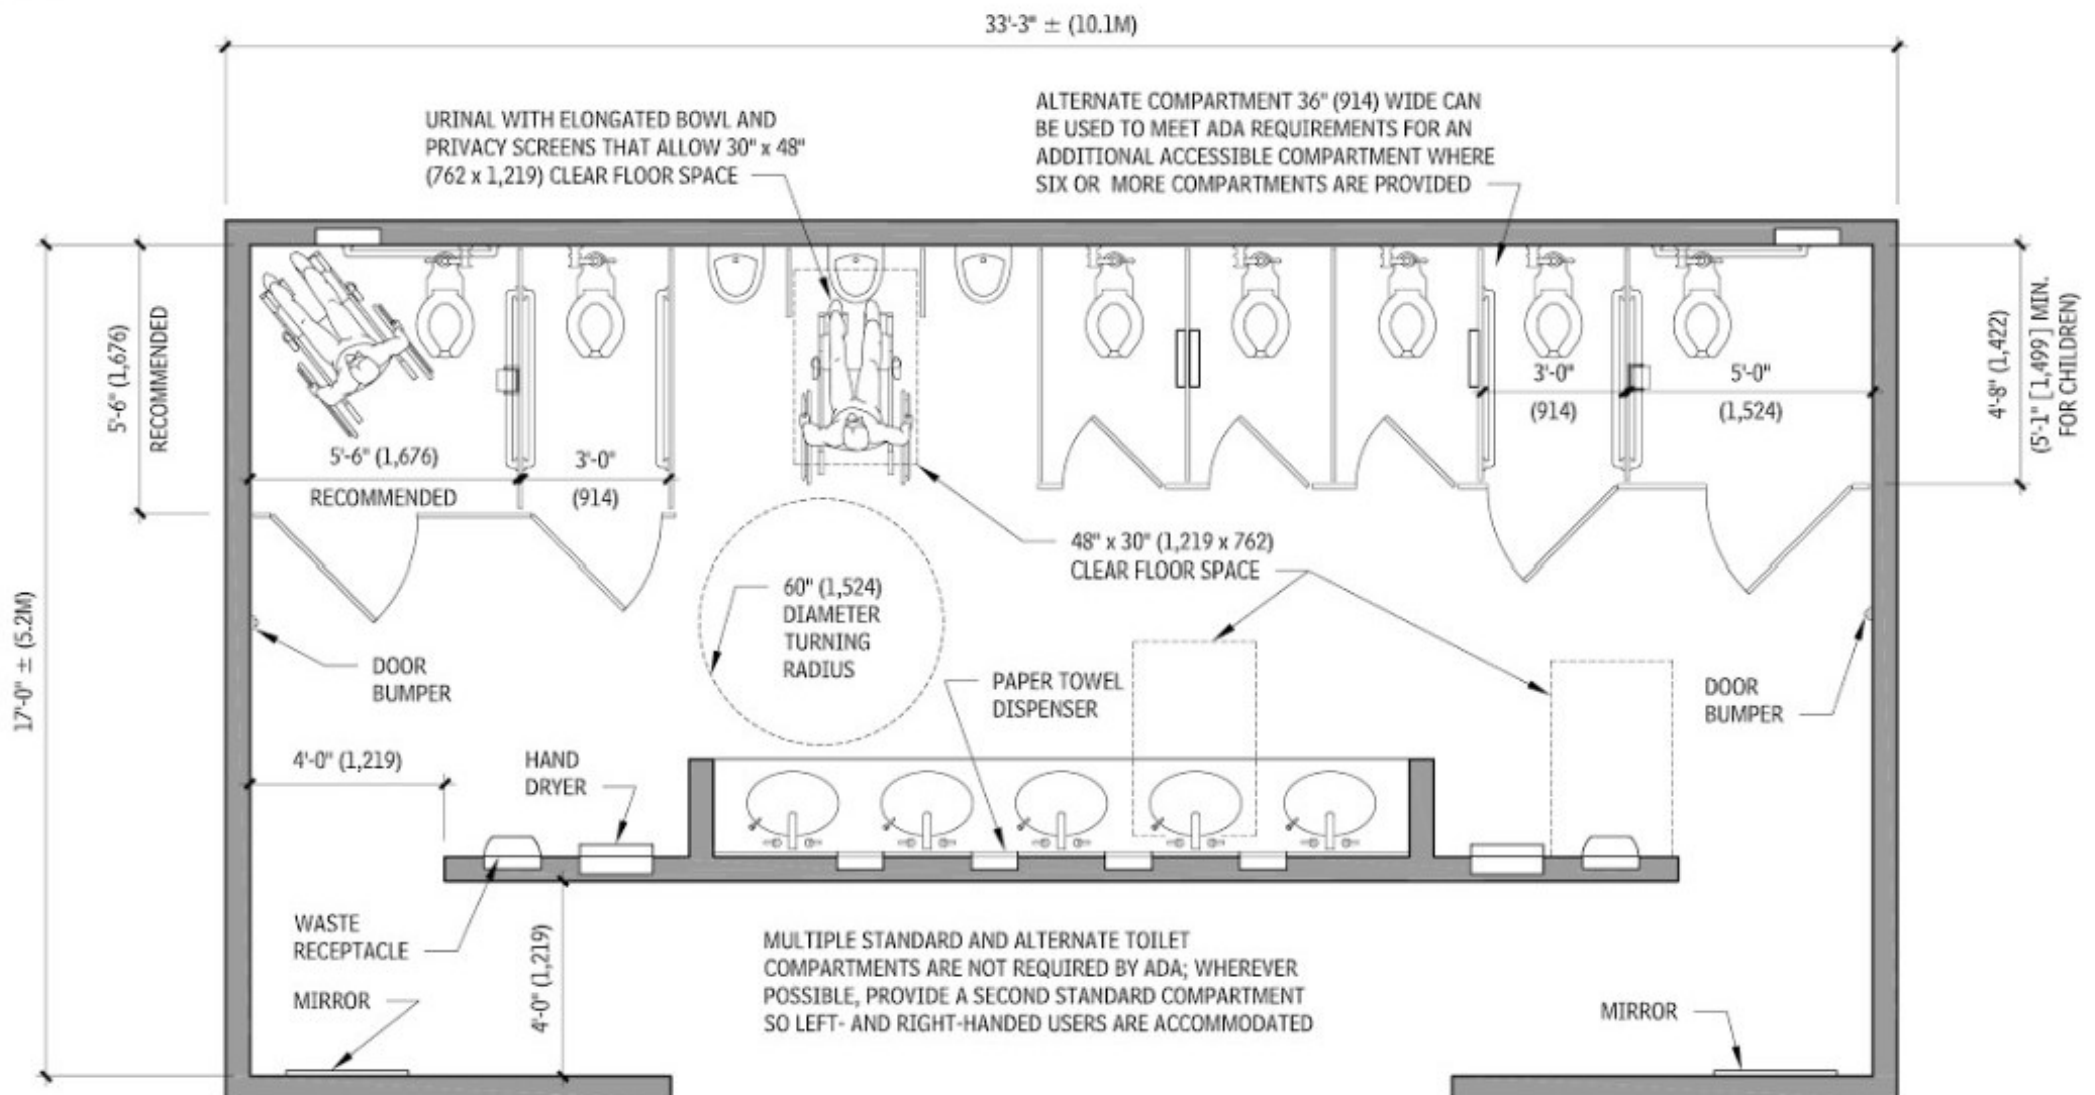 33'-3" ± (10.1M)
URINAL WITH ELONGATED BOWL AND
PRIVACY SCREENS THAT ALLOW 30" x 48"
(762 x 1,219) CLEAR FLOOR SPACE
ALTERNATE COMPARTMENT 36" (914) WIDE CAN
BE USED TO MEET ADA REQUIREMENTS FOR AN
ADDITIONAL ACCESSIBLE COMPARTMENT WHERE
SIX OR MORE COMPARTMENTS ARE PROVIDED
17'-0" ± (5.2M)
5'-6" (1,676)
RECOMMENDED
5'-6" (1,676)
RECOMMENDED
3'-0"
(914)
3'-0"
(914)
5'-0"
(1,524)
4'-8" (1,422)
(5'-1" [1,499] MIN.
FOR CHILDREN)
48" x 30" (1,219 x 762)
CLEAR FLOOR SPACE
60" (1,524)
DIAMETER
TURNING
RADIUS
DOOR
BUMPER
PAPER TOWEL
DISPENSER
DOOR
BUMPER
4'-0" (1,219)
HAND
DRYER
WASTE
RECEPTACLE
MIRROR
4'-0" (1,219)
MULTIPLE STANDARD AND ALTERNATE TOILET
COMPARTMENTS ARE NOT REQUIRED BY ADA; WHEREVER
POSSIBLE, PROVIDE A SECOND STANDARD COMPARTMENT
SO LEFT- AND RIGHT-HANDED USERS ARE ACCOMMODATED
MIRROR